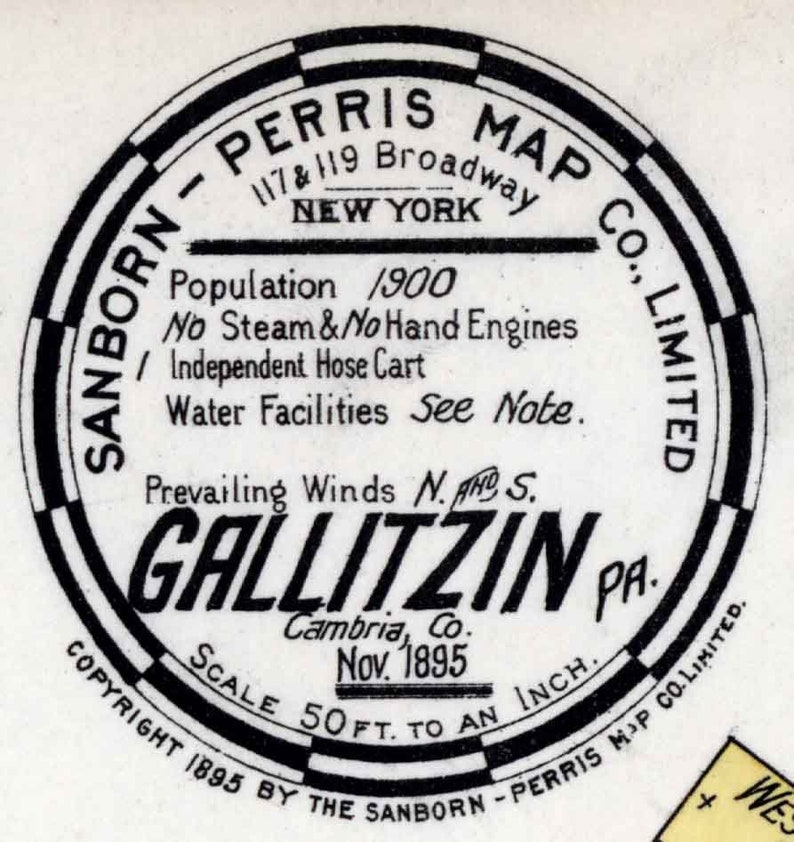 SANBORN - PERRIS MAP CO., LIMITED
117 & 119 Broadway
NEW YORK
Population 1900
No Steam & No Hand Engines
1 Independent Hose Cart
Water Facilities See Note.
Prevailing Winds N. AND S.
GALLITZIN PA.
Cambria, Co.
Nov. 1895
SCALE 50 FT. TO AN INCH.
COPYRIGHT 1895 BY THE SANBORN - PERRIS MAP CO. LIMITED.